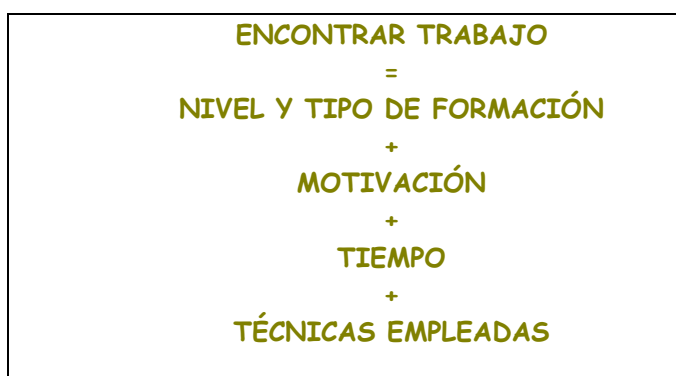 ENCONTRAR TRABAJO
=
NIVEL Y TIPO DE FORMACIÓN
+
MOTIVACIÓN
+
TIEMPO
+
TÉCNICAS EMPLEADAS